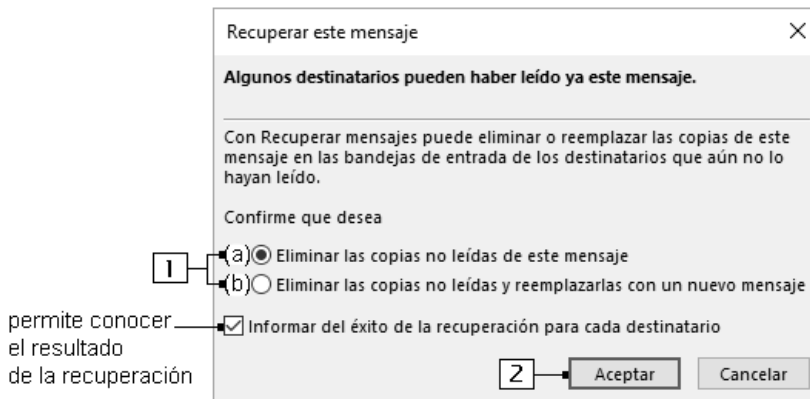 Recuperar este mensaje
Algunos destinatarios pueden haber leído ya este mensaje.
Con Recuperar mensajes puede eliminar o reemplazar las copias de este
mensaje en las bandejas de entrada de los destinatarios que aún no lo
hayan leído.
Confirme que desea
1
(a) Eliminar las copias no leídas de este mensaje
(b) Eliminar las copias no leídas y reemplazarlas con un nuevo mensaje
permite conocer
el resultado
de la recuperación
Informar del éxito de la recuperación para cada destinatario
2 Aceptar Cancelar